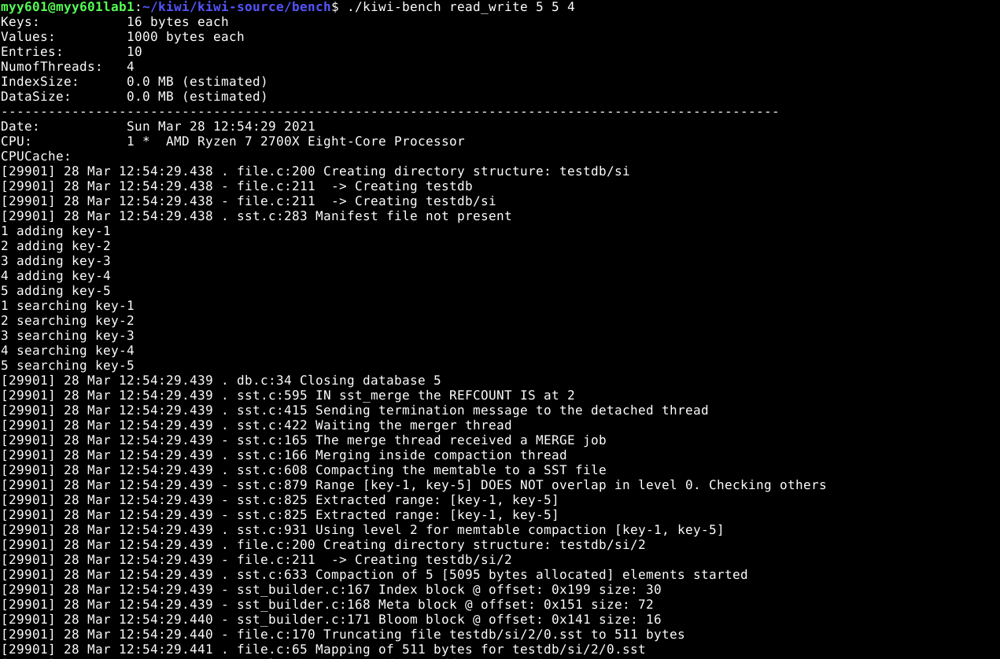 myy601@myy601lab1:~/kiwi/kiwi-source/bench$ ./kiwi-bench read_write 5 5 4
Keys:           16 bytes each
Values:         1000 bytes each
Entries:        10
NumofThreads:   4
IndexSize:      0.0 MB (estimated)
DataSize:       0.0 MB (estimated)
---------------------------------------------------------------------------------------------------
Date:           Sun Mar 28 12:54:29 2021
CPU:            1 *  AMD Ryzen 7 2700X Eight-Core Processor
CPUCache:
[29901] 28 Mar 12:54:29.438 . file.c:200 Creating directory structure: testdb/si
[29901] 28 Mar 12:54:29.438 - file.c:211  -> Creating testdb
[29901] 28 Mar 12:54:29.438 - file.c:211  -> Creating testdb/si
[29901] 28 Mar 12:54:29.438 . sst.c:283 Manifest file not present
1 adding key-1
2 adding key-2
3 adding key-3
4 adding key-4
5 adding key-5
1 searching key-1
2 searching key-2
3 searching key-3
4 searching key-4
5 searching key-5
[29901] 28 Mar 12:54:29.439 . db.c:34 Closing database 5
[29901] 28 Mar 12:54:29.439 . sst.c:595 IN sst_merge the REFCOUNT IS at 2
[29901] 28 Mar 12:54:29.439 . sst.c:415 Sending termination message to the detached thread
[29901] 28 Mar 12:54:29.439 . sst.c:422 Waiting the merger thread
[29901] 28 Mar 12:54:29.439 - sst.c:165 The merge thread received a MERGE job
[29901] 28 Mar 12:54:29.439 . sst.c:166 Merging inside compaction thread
[29901] 28 Mar 12:54:29.439 . sst.c:608 Compacting the memtable to a SST file
[29901] 28 Mar 12:54:29.439 - sst.c:879 Range [key-1, key-5] DOES NOT overlap in level 0. Checking others
[29901] 28 Mar 12:54:29.439 - sst.c:825 Extracted range: [key-1, key-5]
[29901] 28 Mar 12:54:29.439 - sst.c:825 Extracted range: [key-1, key-5]
[29901] 28 Mar 12:54:29.439 . sst.c:931 Using level 2 for memtable compaction [key-1, key-5]
[29901] 28 Mar 12:54:29.439 . file.c:200 Creating directory structure: testdb/si/2
[29901] 28 Mar 12:54:29.439 - file.c:211  -> Creating testdb/si/2
[29901] 28 Mar 12:54:29.439 . sst.c:633 Compaction of 5 [5095 bytes allocated] elements started
[29901] 28 Mar 12:54:29.439 - sst_builder.c:167 Index block @ offset: 0x199 size: 30
[29901] 28 Mar 12:54:29.439 - sst_builder.c:168 Meta block @ offset: 0x151 size: 72
[29901] 28 Mar 12:54:29.440 - sst_builder.c:171 Bloom block @ offset: 0x141 size: 16
[29901] 28 Mar 12:54:29.440 - file.c:170 Truncating file testdb/si/2/0.sst to 511 bytes
[29901] 28 Mar 12:54:29.441 . file.c:65 Mapping of 511 bytes for testdb/si/2/0.sst